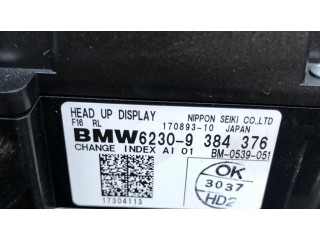 HEAD UP DISPLAY NIPPON SEIKI CO.,LTD
F16 RL 170893-10 JAPAN
BMW 6230-9 384 376
CHANGE INDEX AI 01 BM-0539-051
OK
3037
HD2
17304113